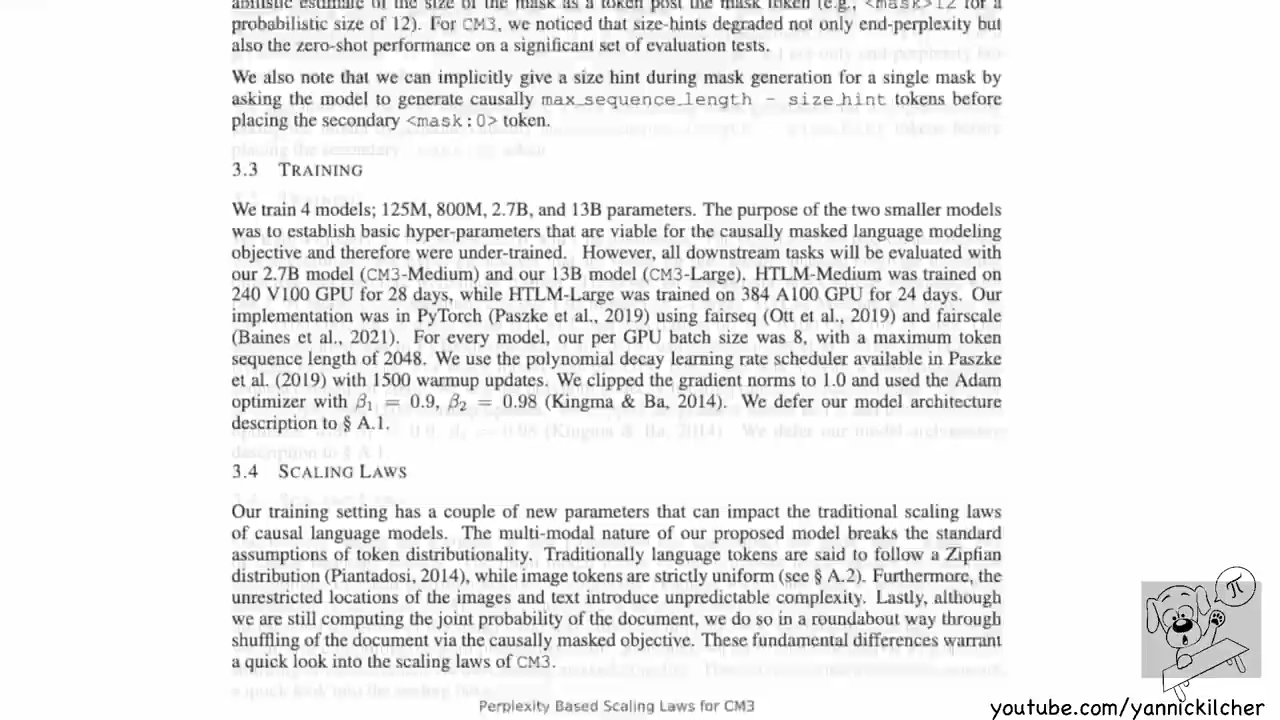 abilistic estimate of the size of the mask as a token post the mask token (e.g., <mask>12 for a
probabilistic size of 12). For CM3, we noticed that size-hints degraded not only end-perplexity but
also the zero-shot performance on a significant set of evaluation tests.
We also note that we can implicitly give a size hint during mask generation for a single mask by
asking the model to generate causally max_sequence_length - size_hint tokens before
placing the secondary <mask:0> token.
3.3 TRAINING
We train 4 models; 125M, 800M, 2.7B, and 13B parameters. The purpose of the two smaller models
was to establish basic hyper-parameters that are viable for the causally masked language modeling
objective and therefore were under-trained. However, all downstream tasks will be evaluated with
our 2.7B model (CM3-Medium) and our 13B model (CM3-Large). HTLM-Medium was trained on
240 V100 GPU for 28 days, while HTLM-Large was trained on 384 A100 GPU for 24 days. Our
implementation was in PyTorch (Paszke et al., 2019) using fairseq (Ott et al., 2019) and fairscale
(Baines et al., 2021). For every model, our per GPU batch size was 8, with a maximum token
sequence length of 2048. We use the polynomial decay learning rate scheduler available in Paszke
et al. (2019) with 1500 warmup updates. We clipped the gradient norms to 1.0 and used the Adam
optimizer with β1 = 0.9, β2 = 0.98 (Kingma & Ba, 2014). We defer our model architecture
description to § A.1.
3.4 SCALING LAWS
Our training setting has a couple of new parameters that can impact the traditional scaling laws
of causal language models. The multi-modal nature of our proposed model breaks the standard
assumptions of token distributionality. Traditionally language tokens are said to follow a Zipfian
distribution (Piantadosi, 2014), while image tokens are strictly uniform (see § A.2). Furthermore, the
unrestricted locations of the images and text introduce unpredictable complexity. Lastly, although
we are still computing the joint probability of the document, we do so in a roundabout way through
shuffling of the document via the causally masked objective. These fundamental differences warrant
a quick look into the scaling laws of CM3.
Perplexity Based Scaling Laws for CM3
π
youtube.com/yannickilcher